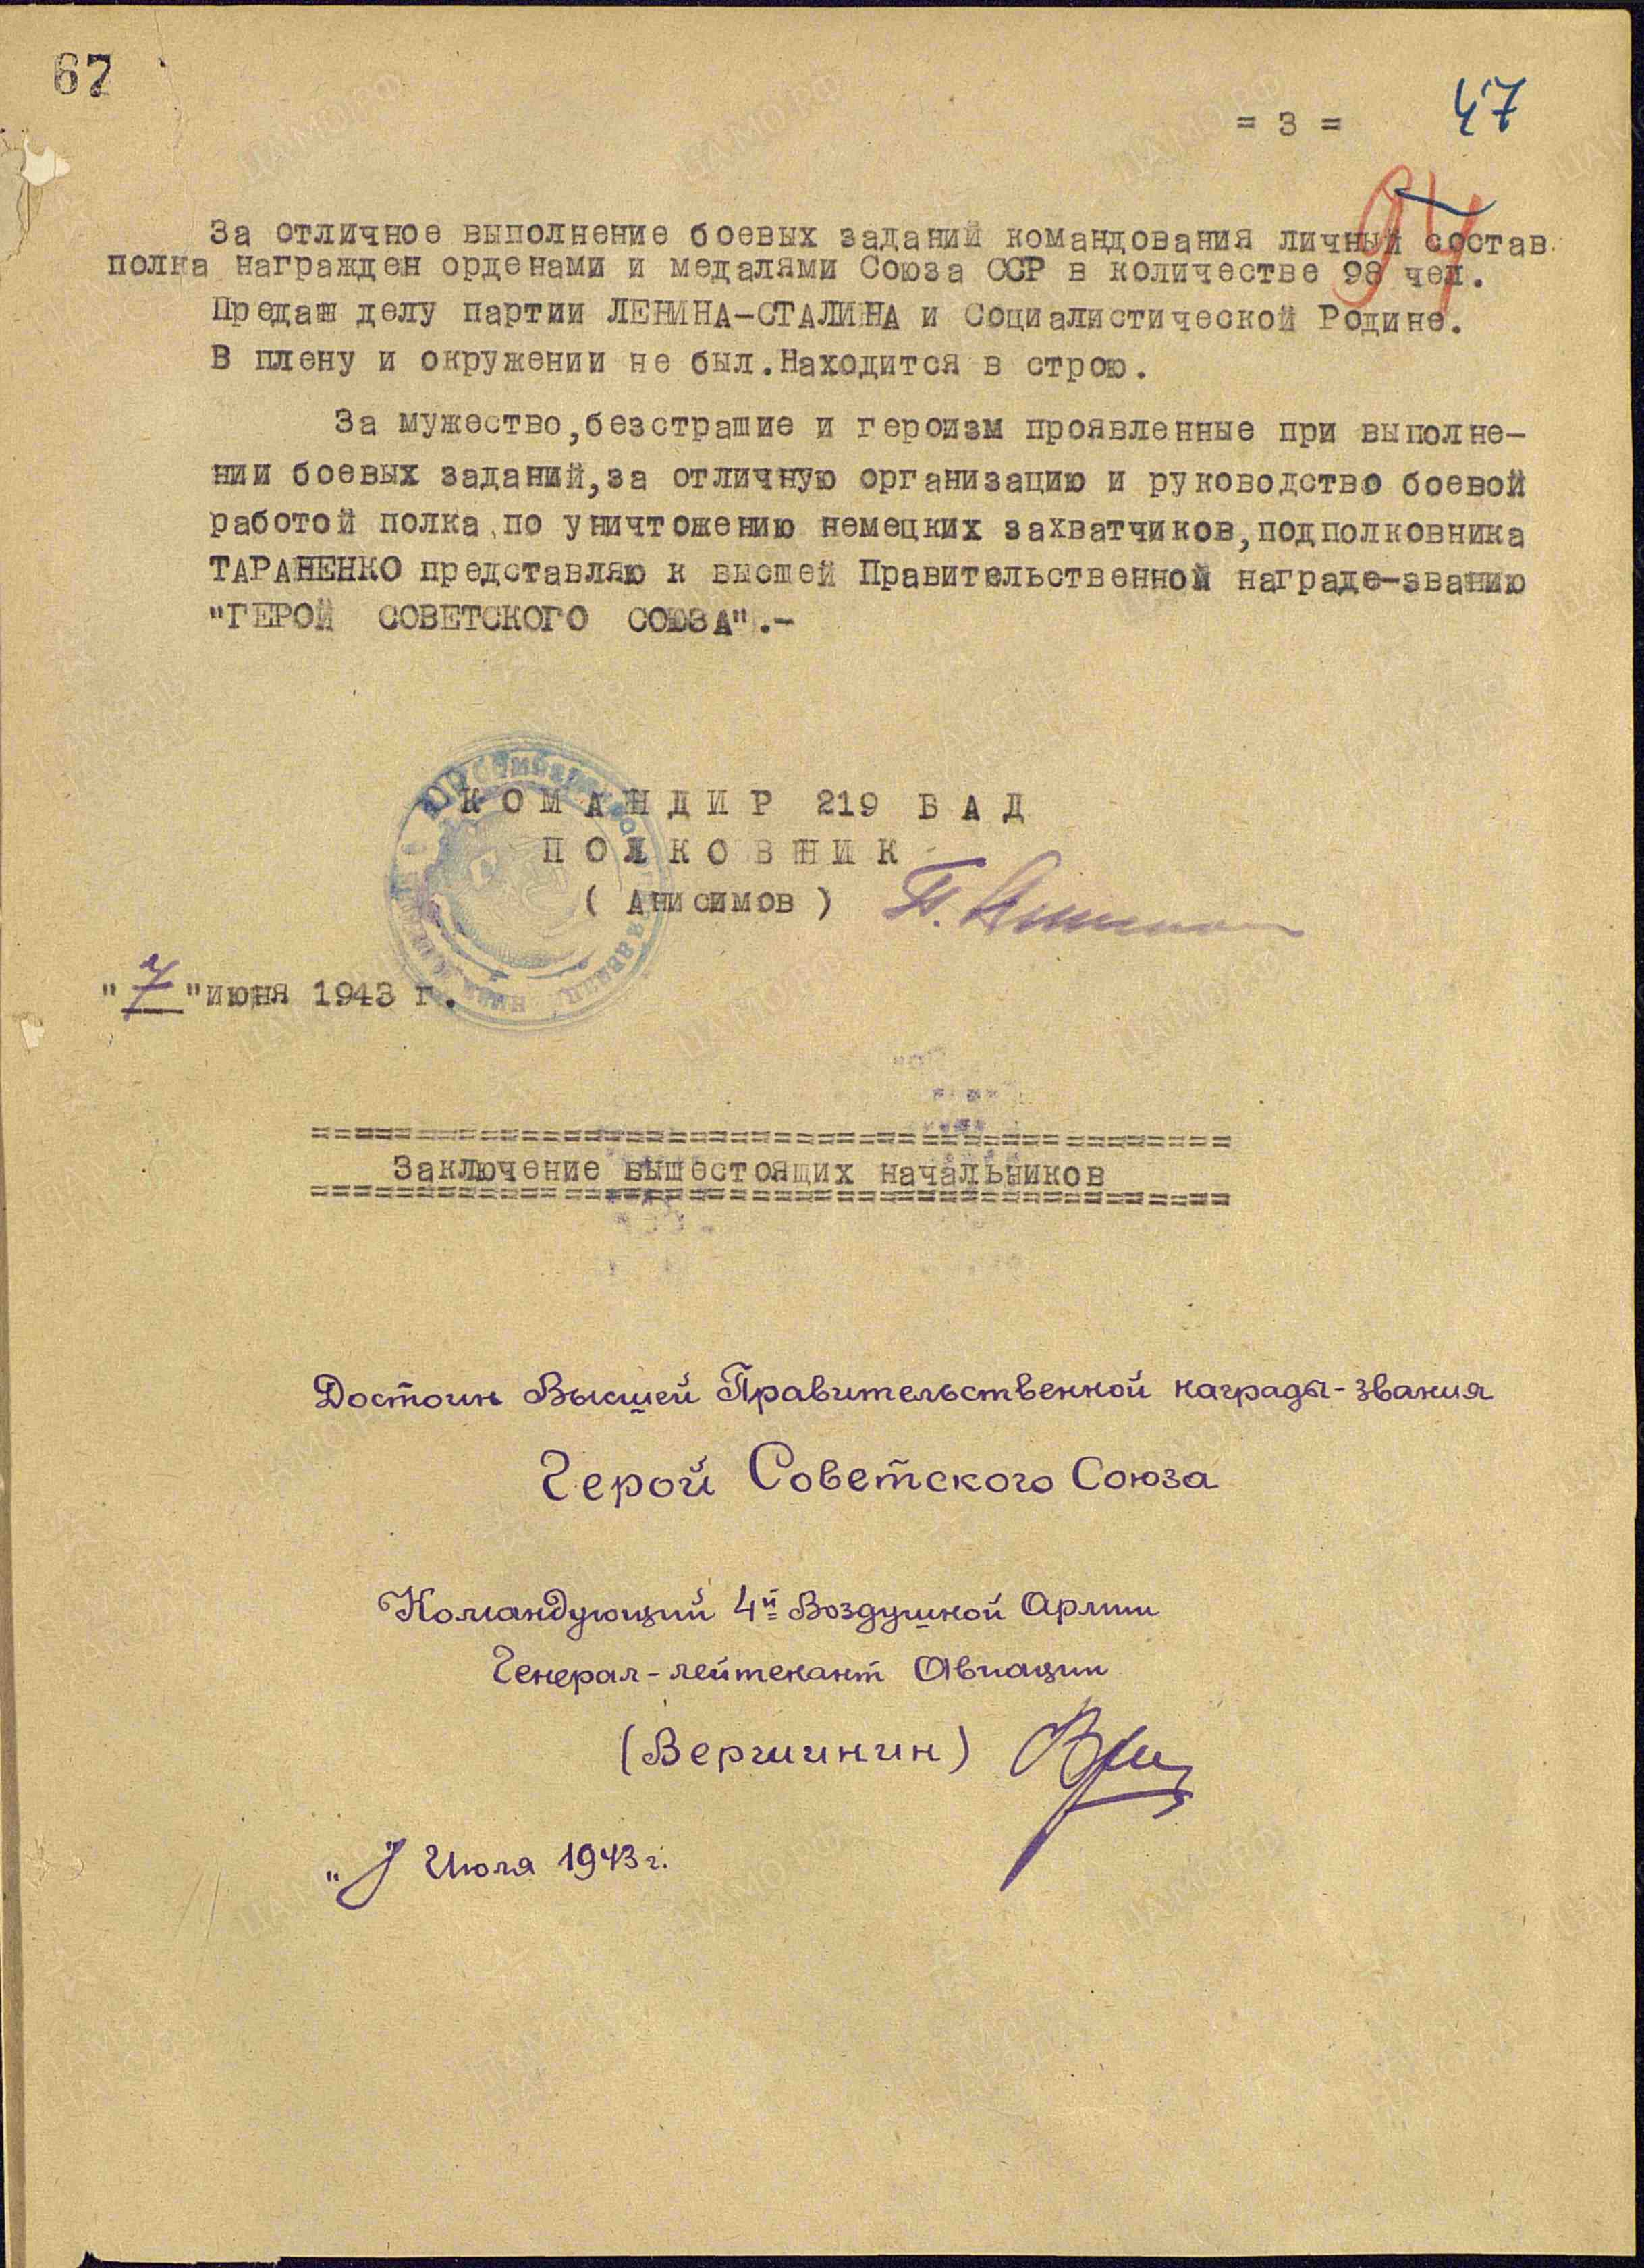 67
= 3 =
47
94
За отличное выполнение боевых заданий командования личный состав
полка награжден орденами и медалями Союза ССР в количестве 98 чел.
Предан делу партии ЛЕНИНА-СТАЛИНА и Социалистической Родине.
В плену и окружении не был.Находится в строю.
За мужество,безстрашие и героизм проявленные при выполне-
нии боевых заданий,за отличную организацию и руководство боевой
работой полка по уничтожению немецких захватчиков,подполковника
ТАРАНЕНКО представляю к высшей Правительственной награде-званию
"ГЕРОЙ СОВЕТСКОГО СОЮЗА".-
КОМАНДИР 219 БАД
ПОЛКОВНИК
( Анисимов )
"7" июня 1943 г.
Заключение вышестоящих начальников
Достоин Высшей Правительственной награды-звания
Герой Советского Союза
Командующий 4й Воздушной Армии
Генерал-лейтенант Авиации
(Вершинин)
Июля 1943г.